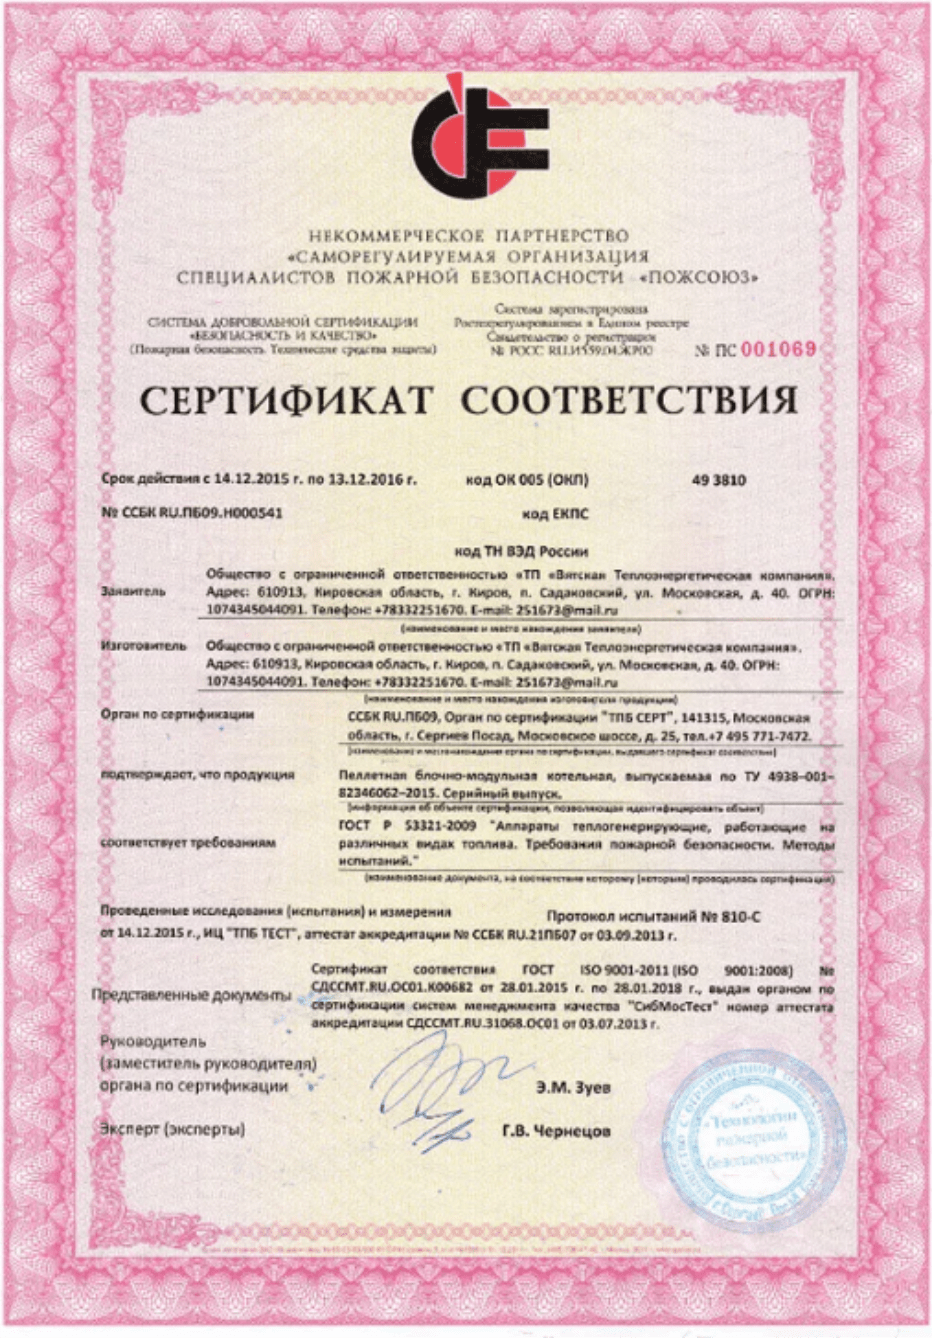 НЕКОММЕРЧЕСКОЕ ПАРТНЕРСТВО
«САМОРЕГУЛИРУЕМАЯ ОРГАНИЗАЦИЯ
СПЕЦИАЛИСТОВ ПОЖАРНОЙ БЕЗОПАСНОСТИ «ПОЖСОЮЗ»
СИСТЕМА ДОБРОВОЛЬНОЙ СЕРТИФИКАЦИИ
«БЕЗОПАСНОСТЬ И КАЧЕСТВО»
(Пожарная безопасность. Технические средства защиты)
Система зарегистрирована
Ростехрегулированием в Едином реестре
Свидетельство о регистрации
№ РОСС RU.И559.04.ЖР00
№ ПС 001069
СЕРТИФИКАТ СООТВЕТСТВИЯ
Срок действия с 14.12.2015 г. по 13.12.2016 г. код ОК 005 (ОКП) 49 3810
№ ССБК RU.ПБ09.Н000541 код ЕКПС
код ТН ВЭД России
Заявитель
Общество с ограниченной ответственностью «ТП «Вятская Теплоэнергетическая компания».
Адрес: 610913, Кировская область, г. Киров, п. Садаковский, ул. Московская, д. 40. ОГРН:
1074345044091. Телефон: +78332251670. E-mail: 251673@mail.ru
(наименование и место нахождения заявителя)
Изготовитель
Общество с ограниченной ответственностью «ТП «Вятская Теплоэнергетическая компания».
Адрес: 610913, Кировская область, г. Киров, п. Садаковский, ул. Московская, д. 40. ОГРН:
1074345044091. Телефон: +78332251670. E-mail: 251673@mail.ru
(наименование и место нахождения изготовителя продукции)
Орган по сертификации
ССБК RU.ПБ09, Орган по сертификации "ТПБ СЕРТ", 141315, Московская
область, г. Сергиев Посад, Московское шоссе, д. 25, тел.+7 495 771-7472.
(наименование и местонахождение органа по сертификации, выдавшего сертификат соответствия)
подтверждает, что продукция
Пеллетная блочно-модульная котельная, выпускаемая по ТУ 4938–001–
82346062–2015. Серийный выпуск.
(информация об объекте сертификации, позволяющая идентифицировать объект)
соответствует требованиям
ГОСТ Р 53321-2009 "Аппараты теплогенерирующие, работающие на
различных видах топлива. Требования пожарной безопасности. Методы
испытаний."
(наименование документа, на соответствие которому (которым) проводилась сертификация)
Проведенные исследования (испытания) и измерения Протокол испытаний № 810-С
от 14.12.2015 г., ИЦ "ТПБ ТЕСТ", аттестат аккредитации № ССБК RU.21ПБ07 от 03.09.2013 г.
Представленные документы
Сертификат соответствия ГОСТ ISO 9001-2011 (ISO 9001:2008) №
СДССМТ.RU.ОС01.К00682 от 28.01.2015 г. по 28.01.2018 г., выдан органом по
сертификации систем менеджмента качества "СибМосТест" номер аттестата
аккредитации СДССМТ.RU.31068.ОС01 от 03.07.2013 г.
Руководитель
(заместитель руководителя)
органа по сертификации
Э.М. Зуев
Эксперт (эксперты)
Г.В. Чернецов
«Технологии
пожарной
безопасности»